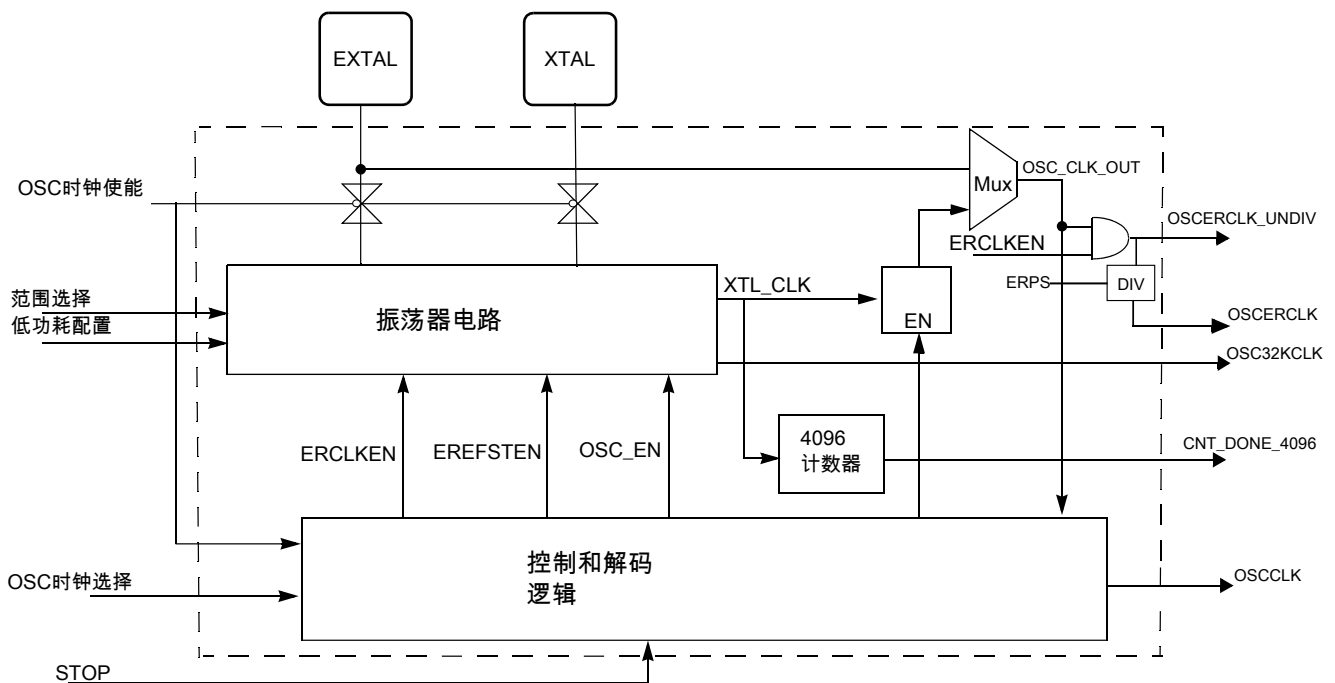 EXTAL
XTAL
OSC时钟使能
Mux
OSC_CLK_OUT
OSCERCLK_UNDIV
ERCLKEN
ERPS
DIV
范围选择
低功耗配置
振荡器电路
XTL_CLK
EN
OSCERCLK
OSC32KCLK
ERCLKEN
EREFSTEN
OSC_EN
4096
计数器
CNT_DONE_4096
控制和解码
逻辑
OSC时钟选择
OSCCLK
STOP